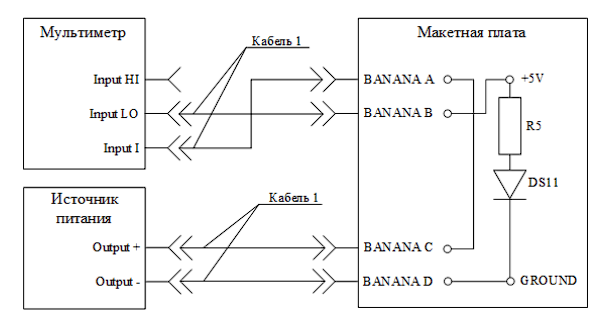 Мультиметр
Кабель 1
Макетная плата
Input HI
BANANA A
+5V
Input LO
BANANA B
R5
Input I
DS11
Источник
питания
Кабель 1
Output +
BANANA C
Output -
BANANA D
GROUND